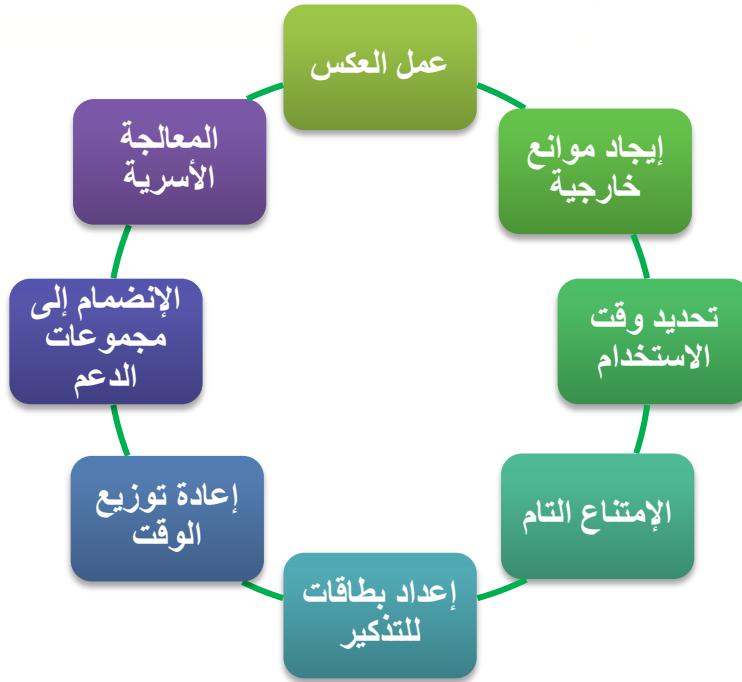 عمل العكس
إيجاد موانع
خارجية
تحديد وقت
الاستخدام
الإمتناع التام
إعداد بطاقات
للتذكير
إعادة توزيع
الوقت
الإنضمام إلى
مجموعات
الدعم
المعالجة
الأسرية